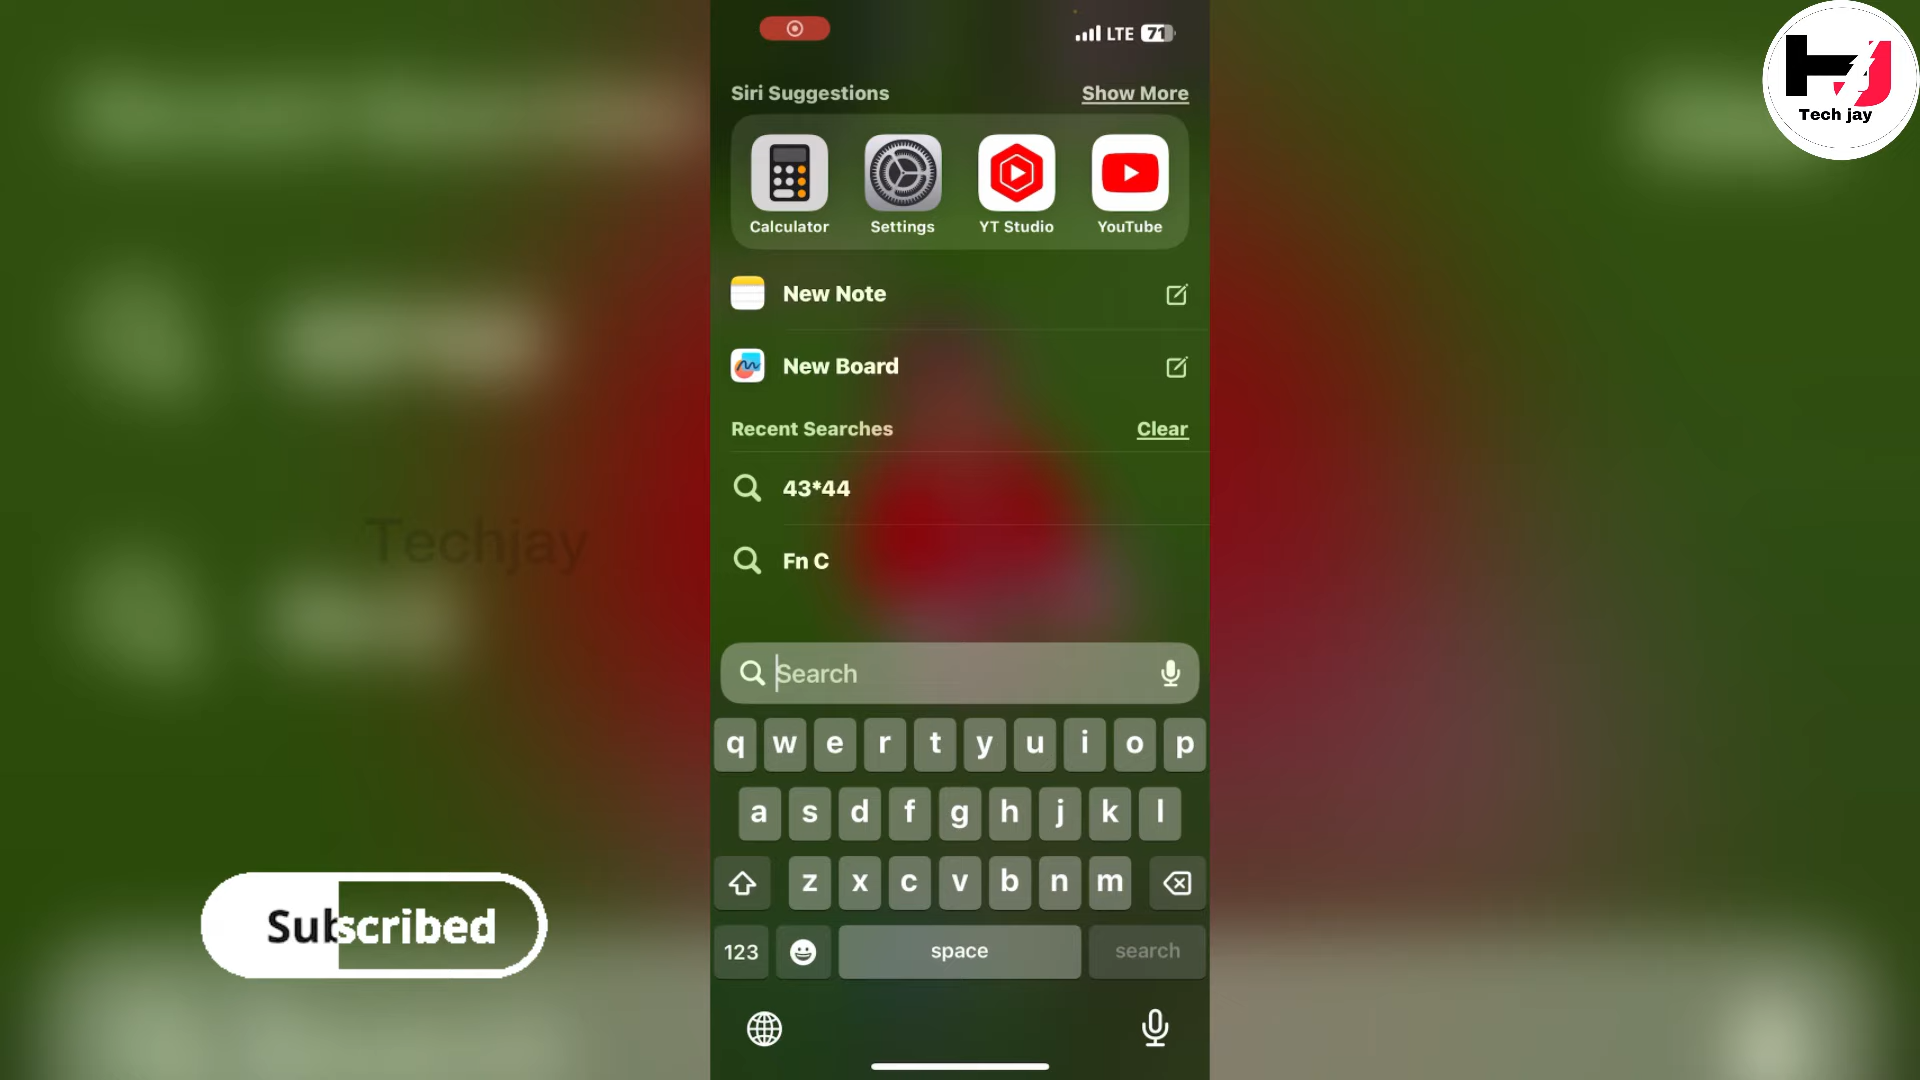 LTE 71
Tech jay
Siri Suggestions Show More
Calculator Settings YT Studio YouTube
New Note
New Board
Recent Searches Clear
43*44
Fn C
Techjay
Search
q w e r t y u i o p
a s d f g h j k l
z x c v b n m
Subscribed
123 space search